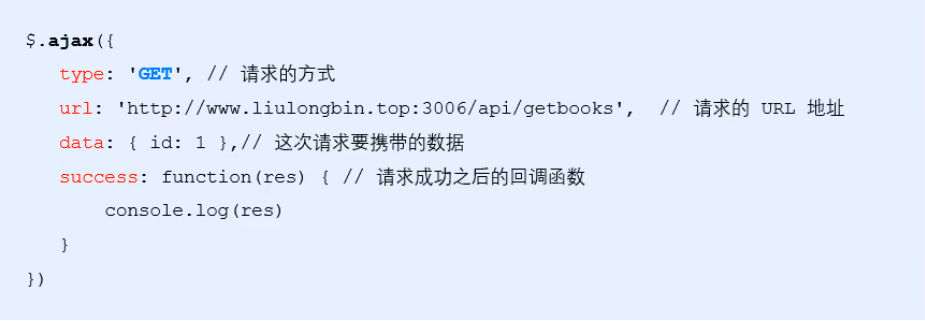 $.ajax({
type: 'GET', // 请求的方式
url: 'http://www.liulongbin.top:3006/api/getbooks', // 请求的 URL 地址
data: { id: 1 },// 这次请求要携带的数据
success: function(res) { // 请求成功之后的回调函数
console.log(res)
}
})